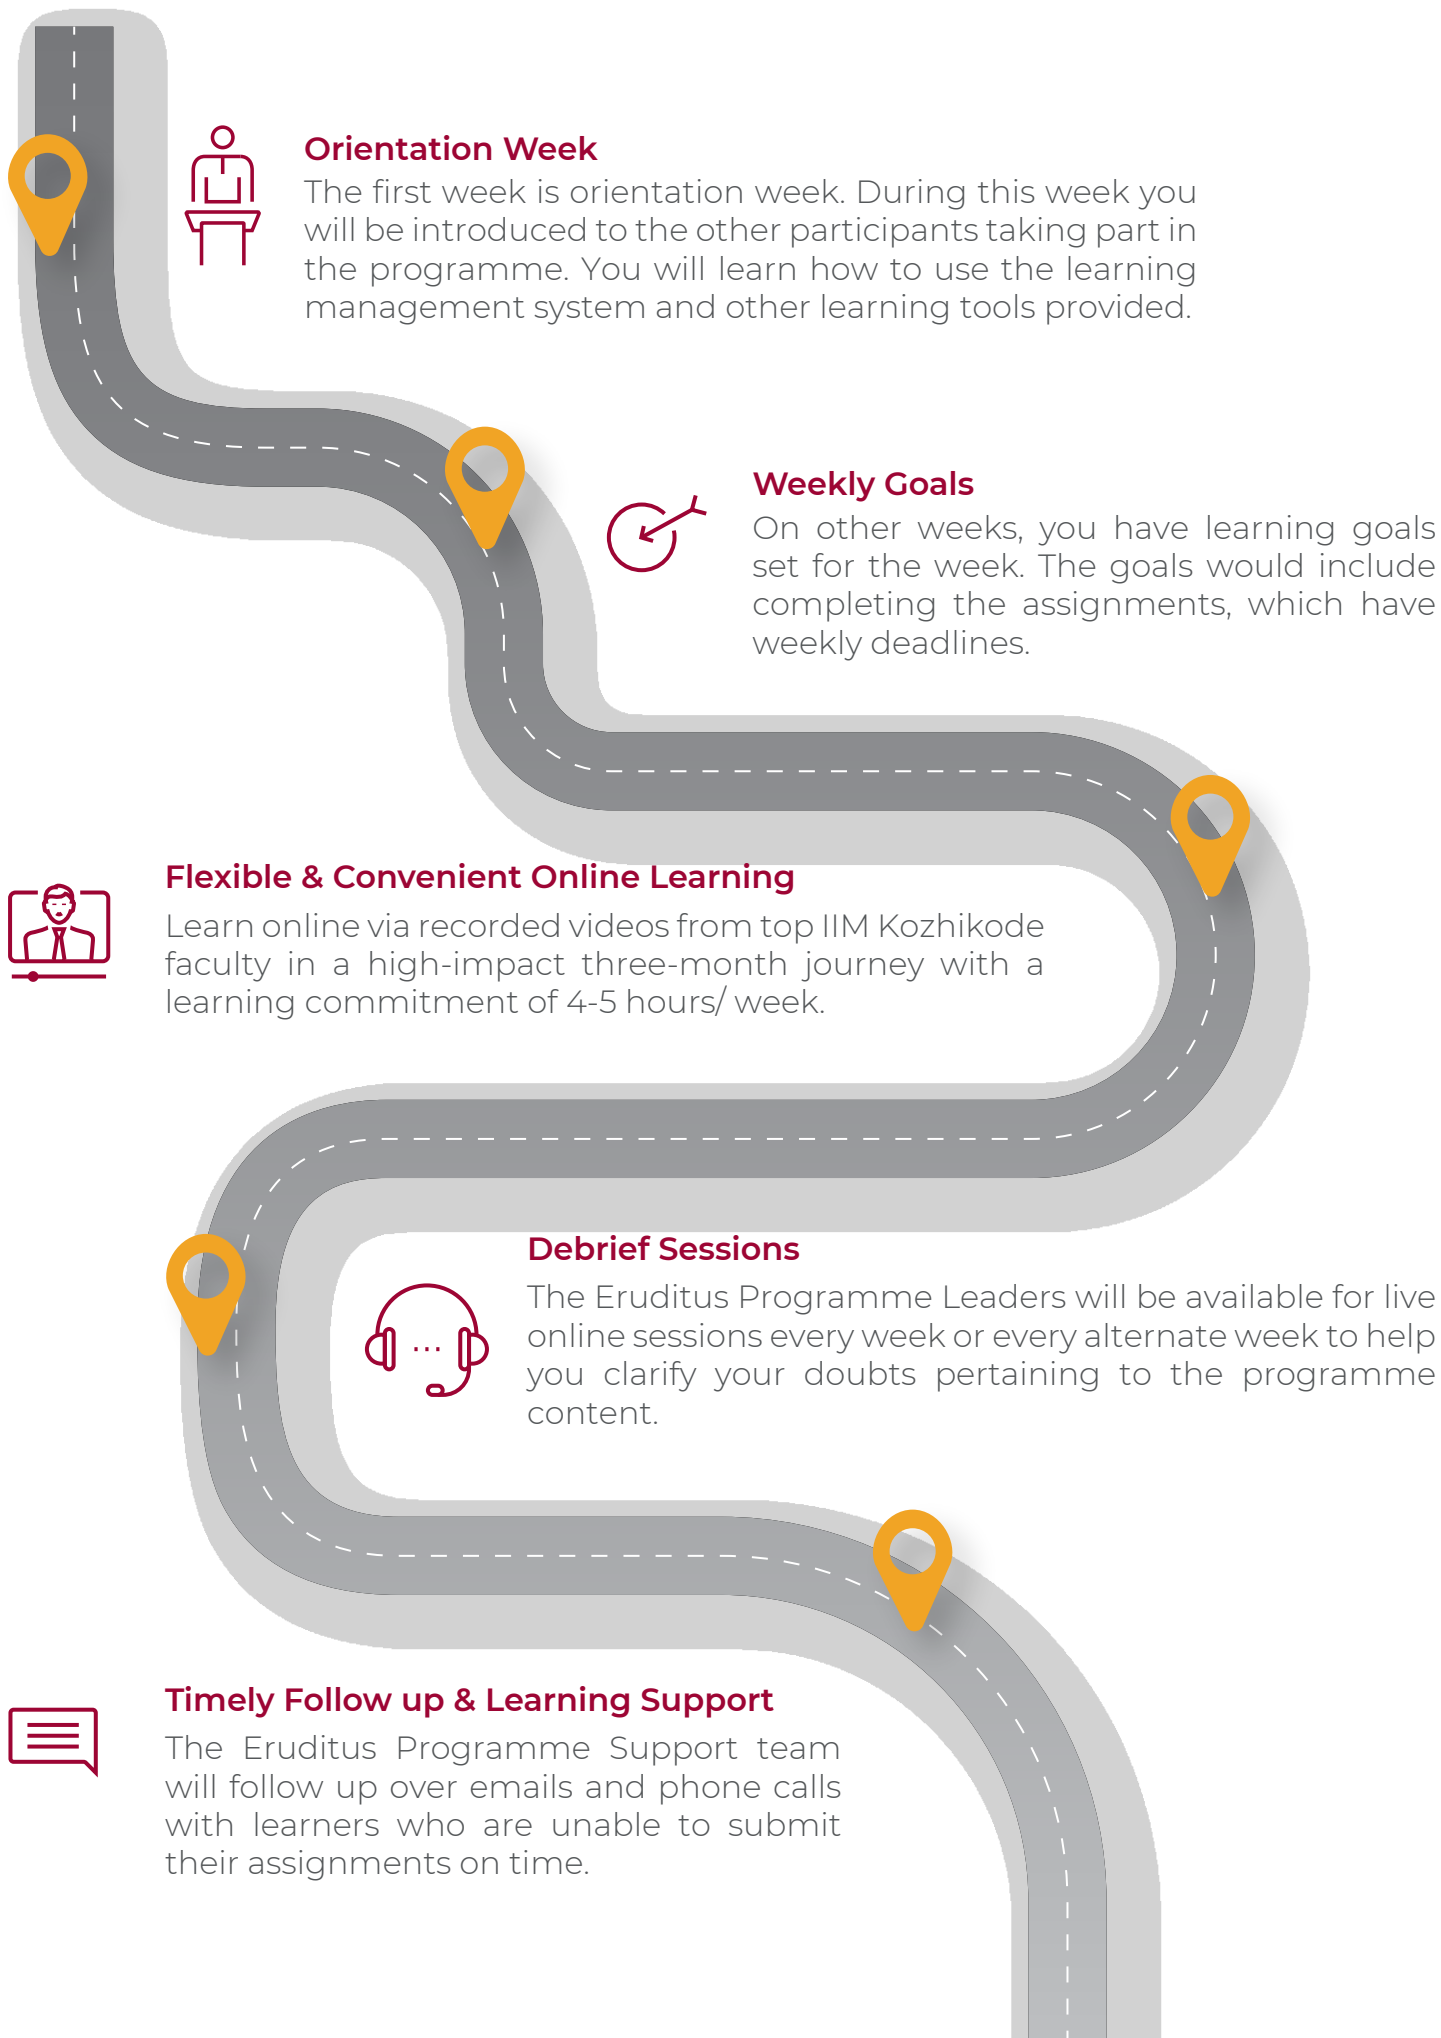 Orientation Week
The first week is orientation week. During this week you
will be introduced to the other participants taking part in
the programme. You will learn how to use the learning
management system and other learning tools provided.
Weekly Goals
On other weeks, you have learning goals
set for the week. The goals would include
completing the assignments, which have
weekly deadlines.
Flexible & Convenient Online Learning
Learn online via recorded videos from top IIM Kozhikode
faculty in a high-impact three-month journey with a
learning commitment of 4-5 hours/ week.
Debrief Sessions
The Eruditus Programme Leaders will be available for live
online sessions every week or every alternate week to help
you clarify your doubts pertaining to the programme
content.
Timely Follow up & Learning Support
The Eruditus Programme Support team
will follow up over emails and phone calls
with learners who are unable to submit
their assignments on time.